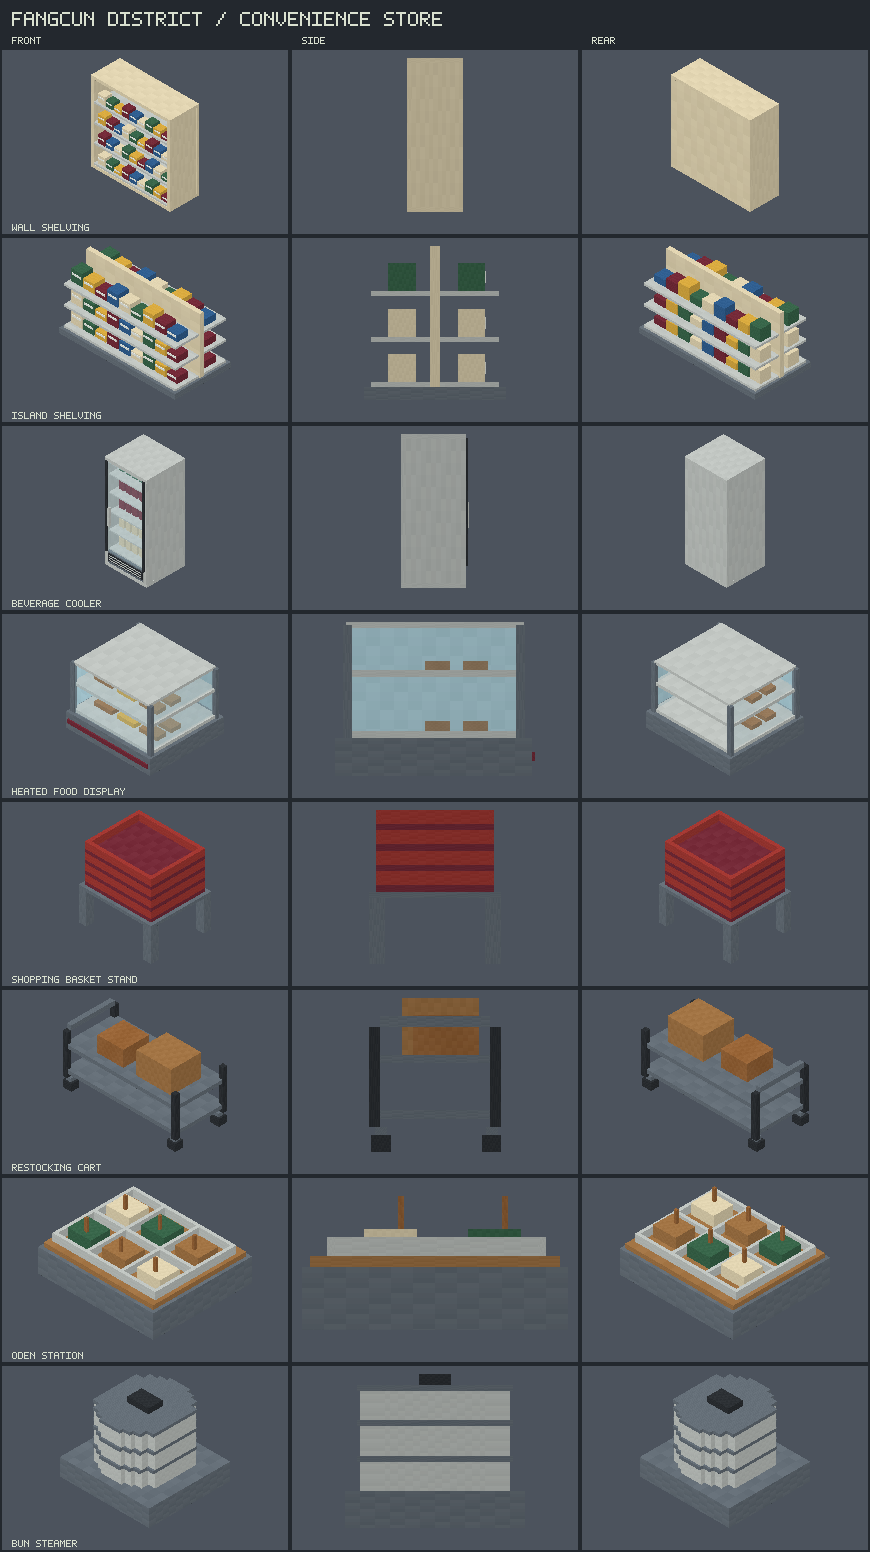 FANGCUN DISTRICT / CONVENIENCE STORE
FRONT SIDE REAR
WALL SHELVING
ISLAND SHELVING
BEVERAGE COOLER
HEATED FOOD DISPLAY
SHOPPING BASKET STAND
RESTOCKING CART
ODEN STATION
BUN STEAMER